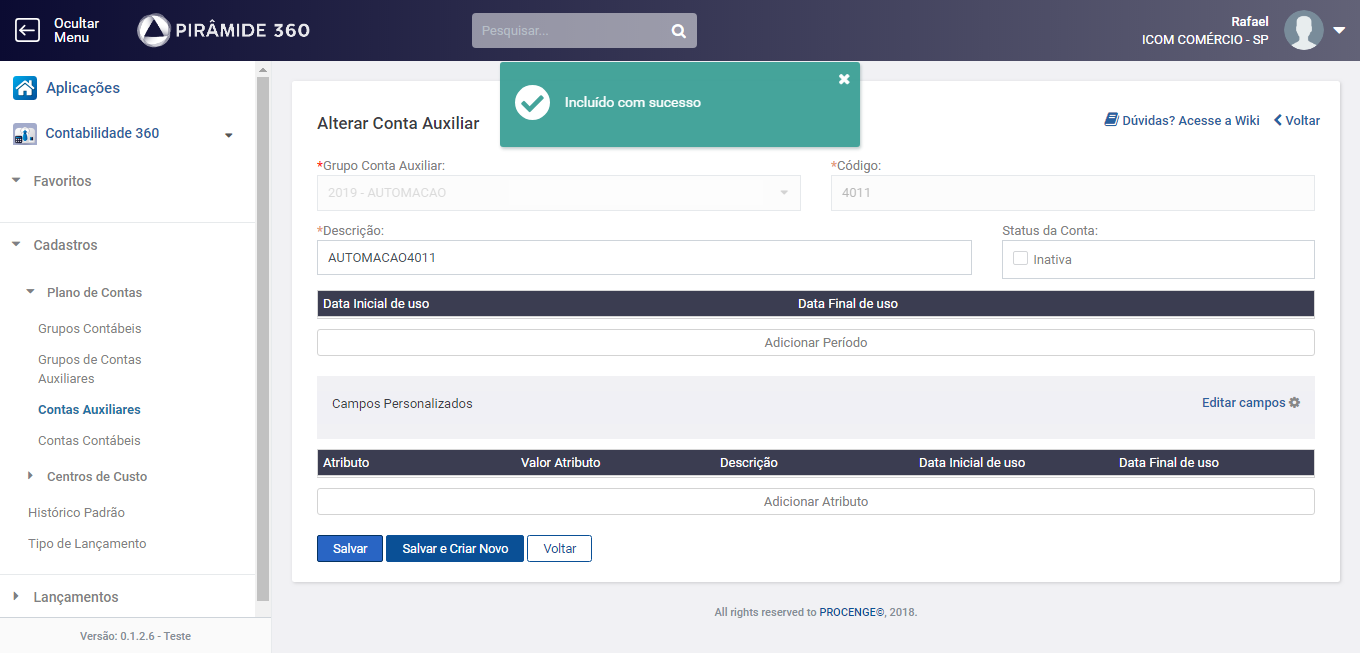 Ocultar
Menu
PIRÂMIDE 360
Pesquisar...
Rafael
ICOM COMÉRCIO - SP
Aplicações
Contabilidade 360
Favoritos
Cadastros
Plano de Contas
Grupos Contábeis
Grupos de Contas
Auxiliares
Contas Auxiliares
Contas Contábeis
Centros de Custo
Histórico Padrão
Tipo de Lançamento
Lançamentos
Versão: 0.1.2.6 - Teste
Incluído com sucesso
Alterar Conta Auxiliar
Dúvidas? Acesse a Wiki
Voltar
*Grupo Conta Auxiliar:
*Código:
2019 - AUTOMACAO
4011
*Descrição:
Status da Conta:
AUTOMACAO4011
Inativa
Data Inicial de uso
Data Final de uso
Adicionar Período
Campos Personalizados
Editar campos
Atributo
Valor Atributo
Descrição
Data Inicial de uso
Data Final de uso
Adicionar Atributo
Salvar
Salvar e Criar Novo
Voltar
All rights reserved to PROCENGE©, 2018.